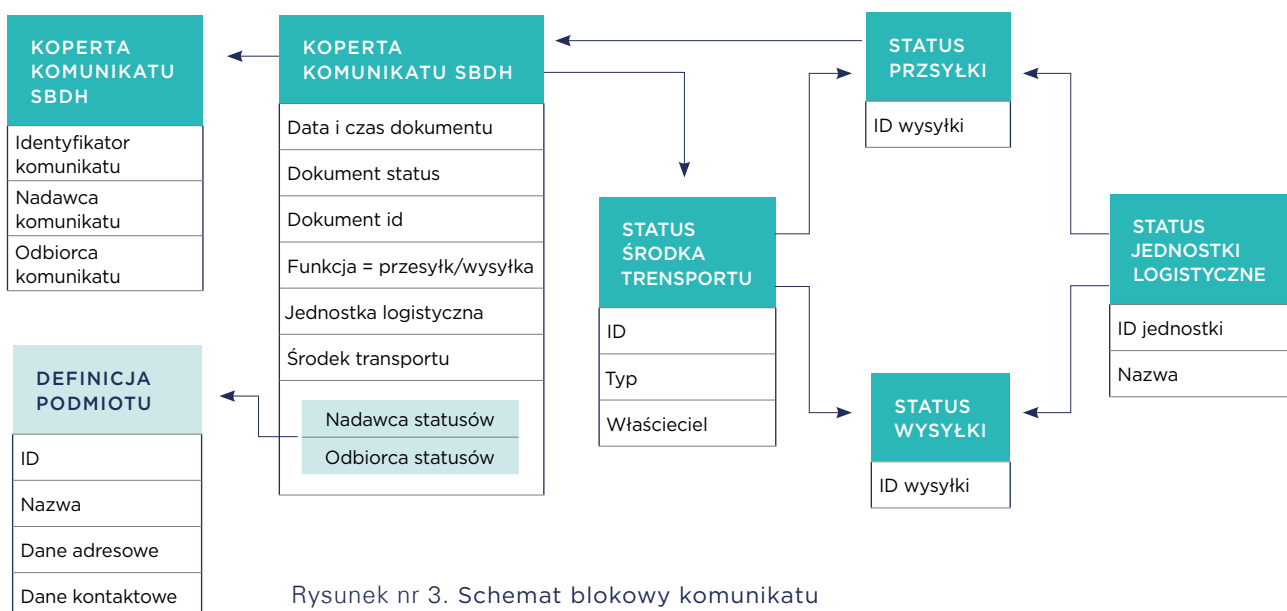 KOPERTA
KOMUNIKATU
SBDH
Identyfikator
komunikatu
Nadawca
komunikatu
Odbiorca
komunikatu
DEFINICJA
PODMIOTU
ID
Nazwa
Dane adresowe
Dane kontaktowe
KOPERTA
KOMUNIKATU SBDH
Data i czas dokumentu
Dokument status
Dokument id
Funkcja = przesyłk/wysyłka
Jednostka logistyczna
Środek transportu
Nadawca statusów
Odbiorca statusów
STATUS
ŚRODKA
TRENSPORTU
ID
Typ
Właścieciel
STATUS
PRZSYŁKI
ID wysyłki
STATUS
WYSYŁKI
ID wysyłki
STATUS
JEDNOSTKI
LOGISTYCZNE
ID jednostki
Nazwa
Rysunek nr 3. Schemat blokowy komunikatu